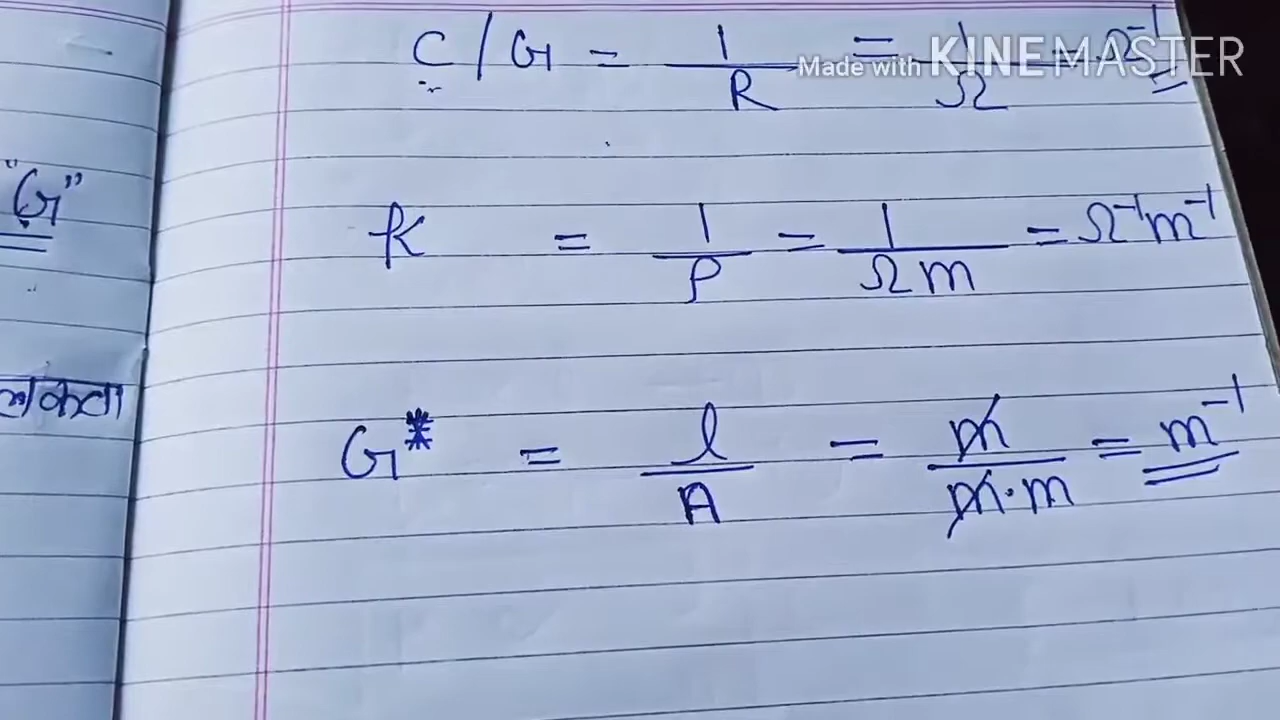 C/G = 1/R = 1/Ω = Ω⁻¹
Made with KINEMASTER
"G"
K = 1/ρ = 1/Ωm = Ω⁻¹m⁻¹
G* = l/A = m/m·m = m⁻¹